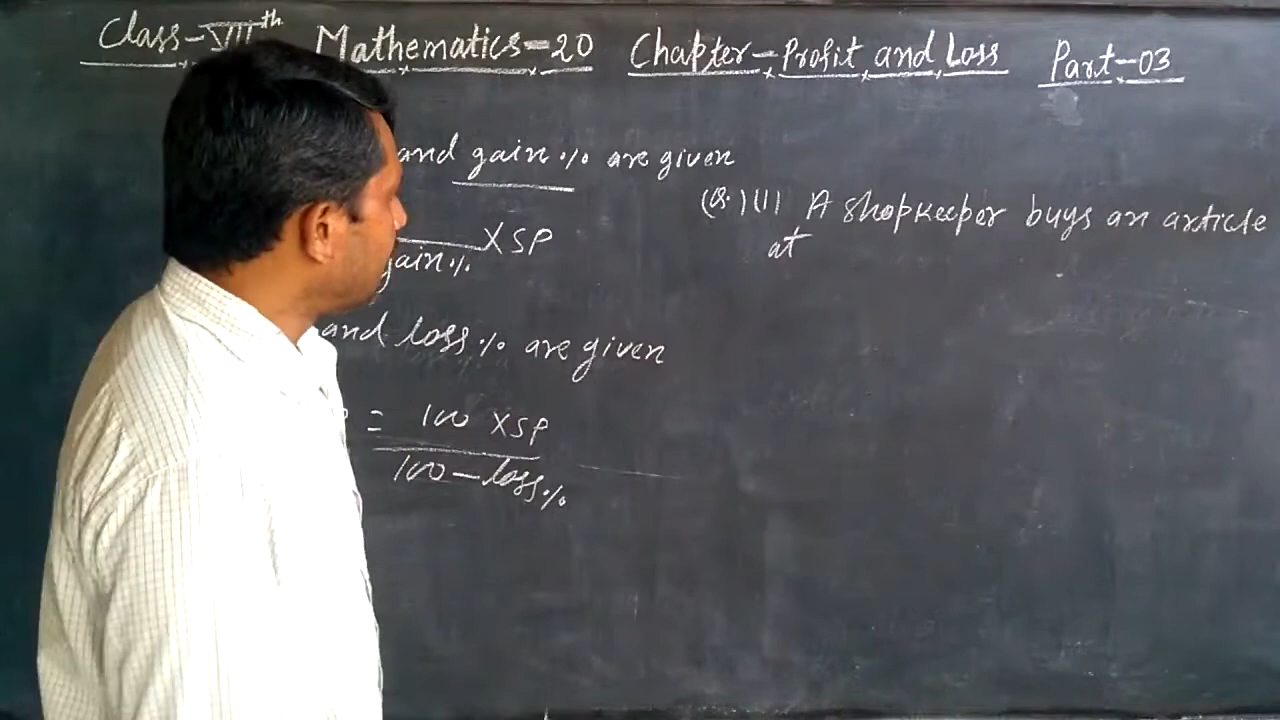 Class-VIIIth Mathematics-20 Chapter-Profit and Loss Part-03
and gain % are given
XSP
gain%
and loss % are given
= 100 XSP
100-loss%
(Q.)(1) A shopkeeper buys an article
at